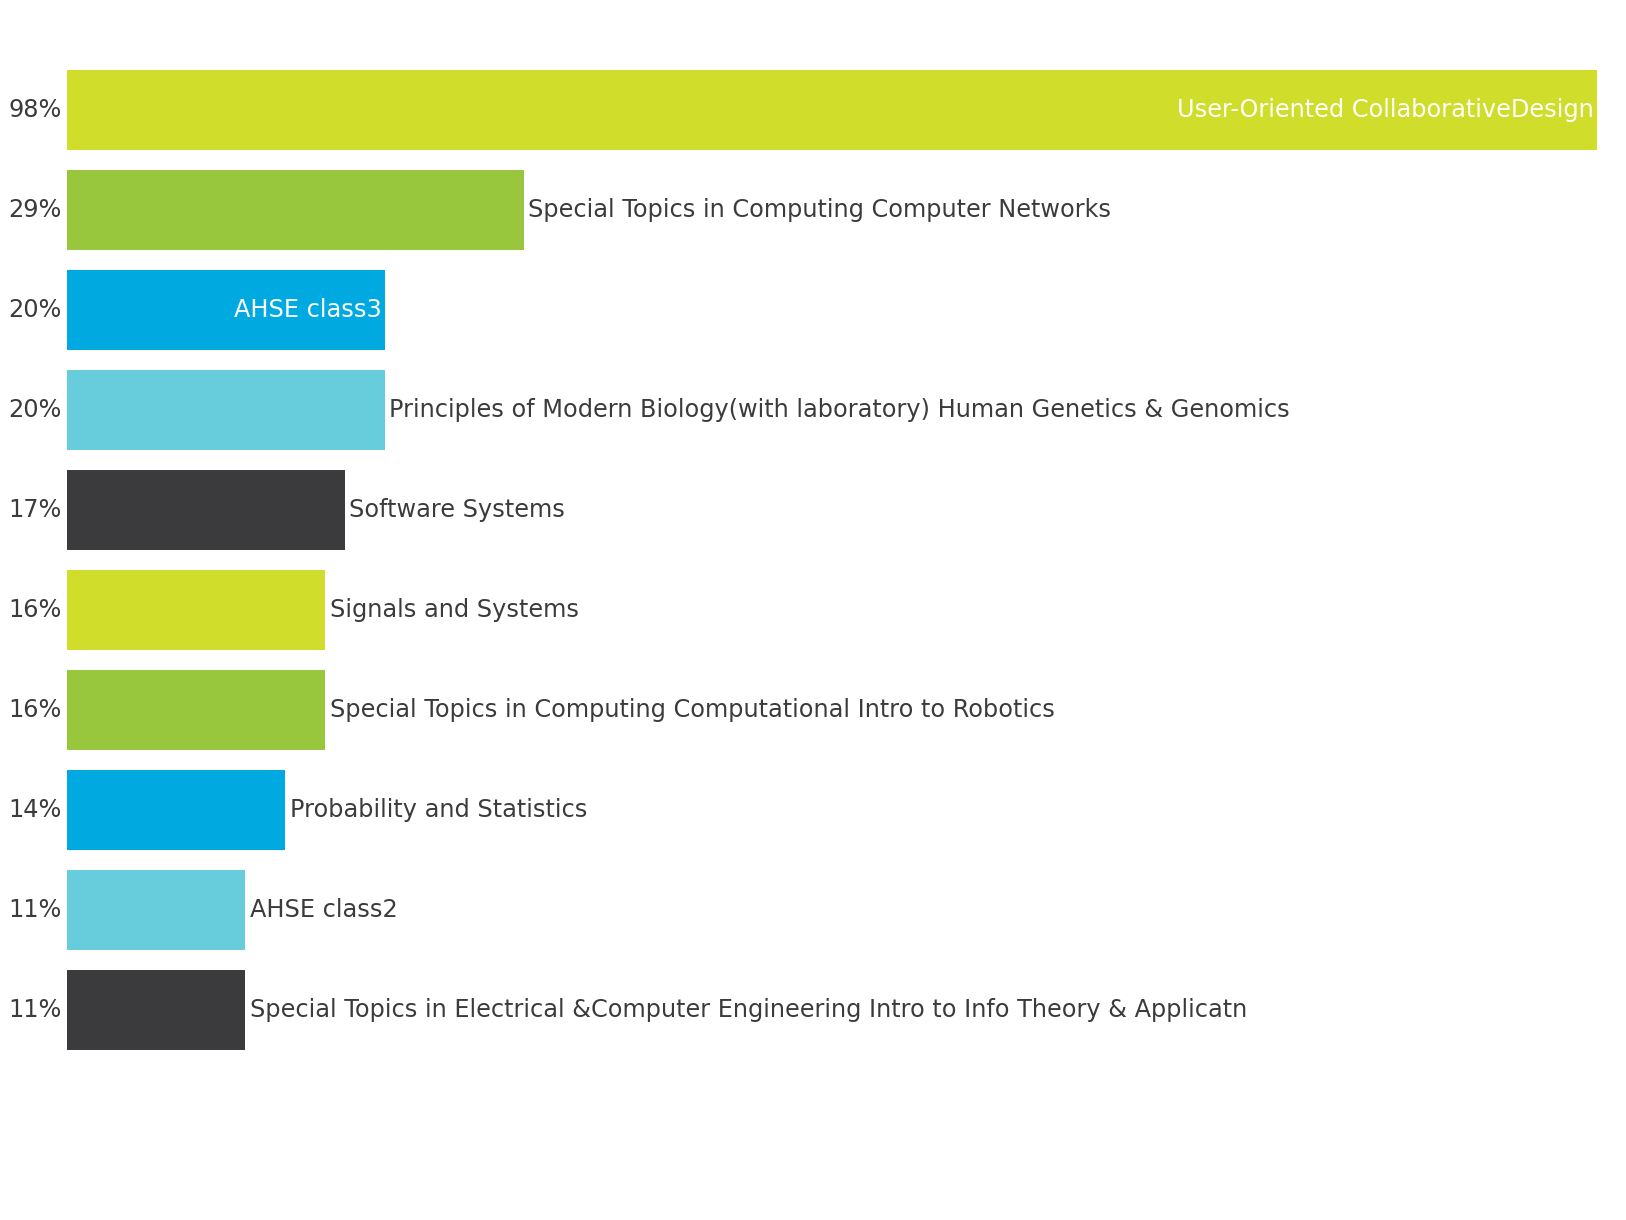 98% User-Oriented CollaborativeDesign
29% Special Topics in Computing Computer Networks
20% AHSE class3
20% Principles of Modern Biology(with laboratory) Human Genetics & Genomics
17% Software Systems
16% Signals and Systems
16% Special Topics in Computing Computational Intro to Robotics
14% Probability and Statistics
11% AHSE class2
11% Special Topics in Electrical &Computer Engineering Intro to Info Theory & Applicatn